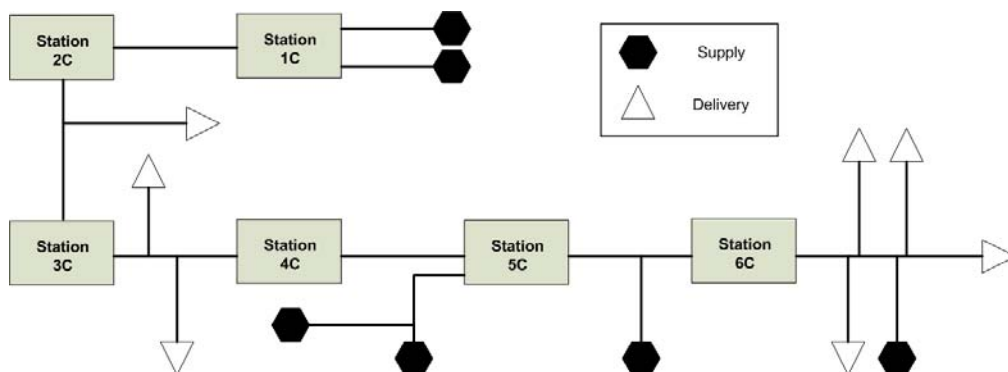 Station
2C
Station
1C
Supply
Delivery
Station
3C
Station
4C
Station
5C
Station
6C